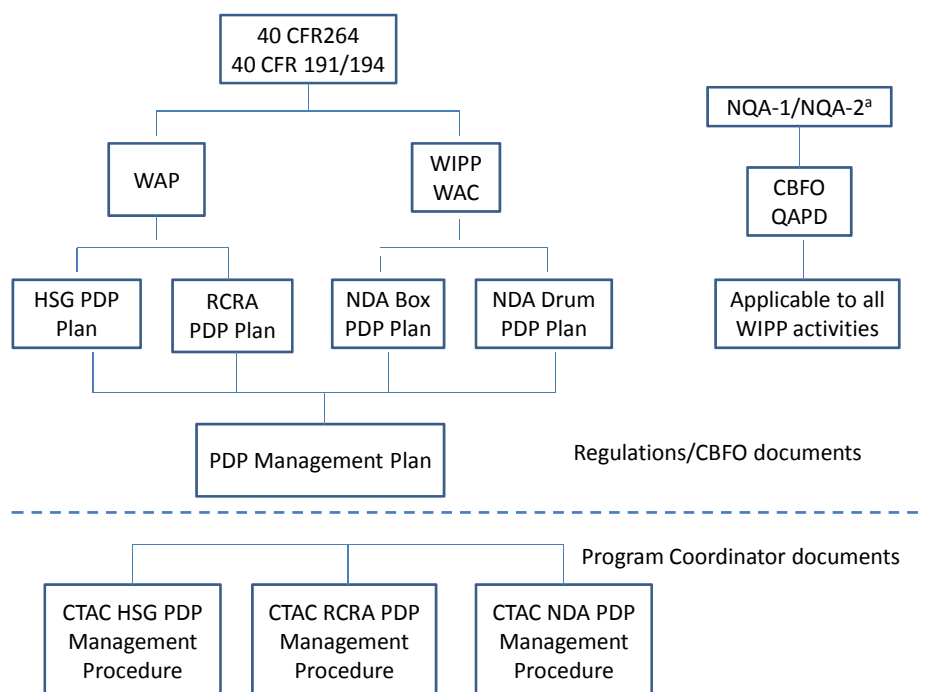 40 CFR264
40 CFR 191/194
NQA-1/NQA-2ᵃ
WAP
WIPP
WAC
CBFO
QAPD
HSG PDP
Plan
RCRA
PDP Plan
NDA Box
PDP Plan
NDA Drum
PDP Plan
Applicable to all
WIPP activities
PDP Management Plan
Regulations/CBFO documents
Program Coordinator documents
CTAC HSG PDP
Management
Procedure
CTAC RCRA PDP
Management
Procedure
CTAC NDA PDP
Management
Procedure